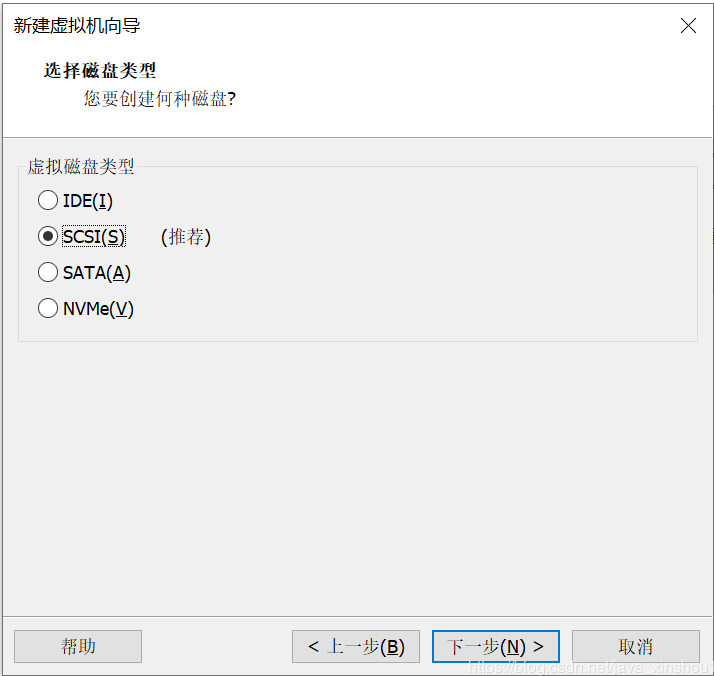 新建虚拟机向导
选择磁盘类型
您要创建何种磁盘?
虚拟磁盘类型
IDE(I)
SCSI(S) (推荐)
SATA(A)
NVMe(V)
帮助 < 上一步(B) 下一步(N) > 取消
https://blog.csdn.net/java_xinshou1